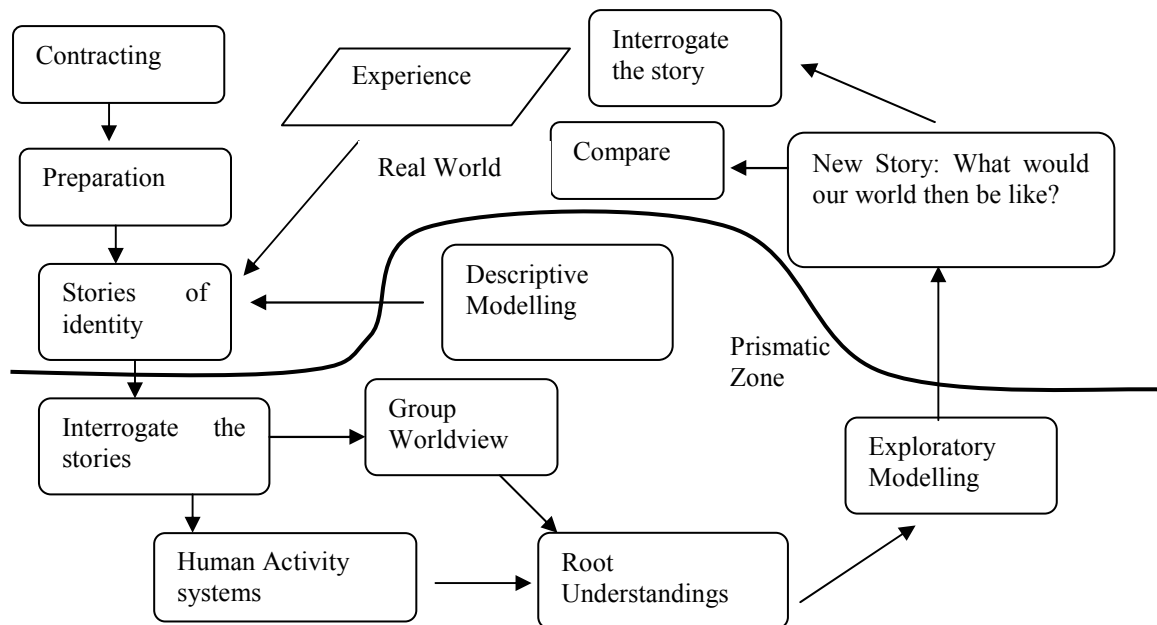 Contracting
Experience
Interrogate
the story
Preparation
Real World
Compare
New Story: What would
our world then be like?
Stories of
identity
Descriptive
Modelling
Prismatic
Zone
Interrogate the
stories
Group
Worldview
Exploratory
Modelling
Human Activity
systems
Root
Understandings